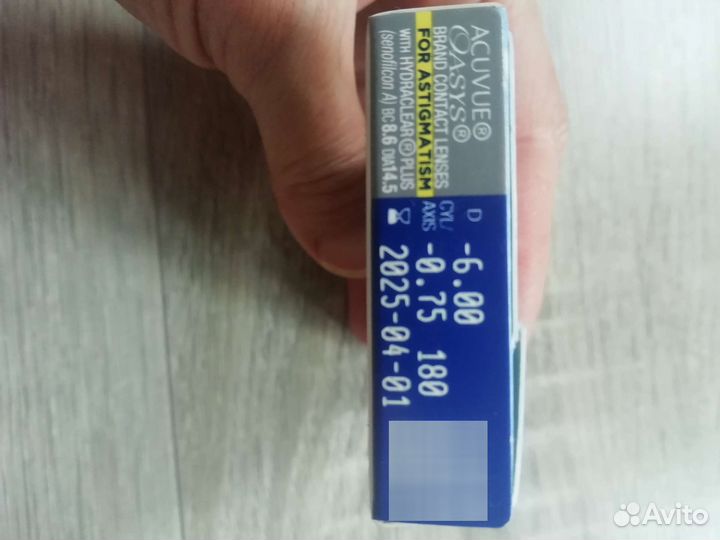 ACUVUE®
OASYS®
BRAND CONTACT LENSES
FOR ASTIGMATISM
WITH HYDRACLEAR® PLUS
(senofilcon A) BC 8.6 DIA 14.5
D -6.00
CYL/AXIS -0.75 180
2025-04-01
Avito